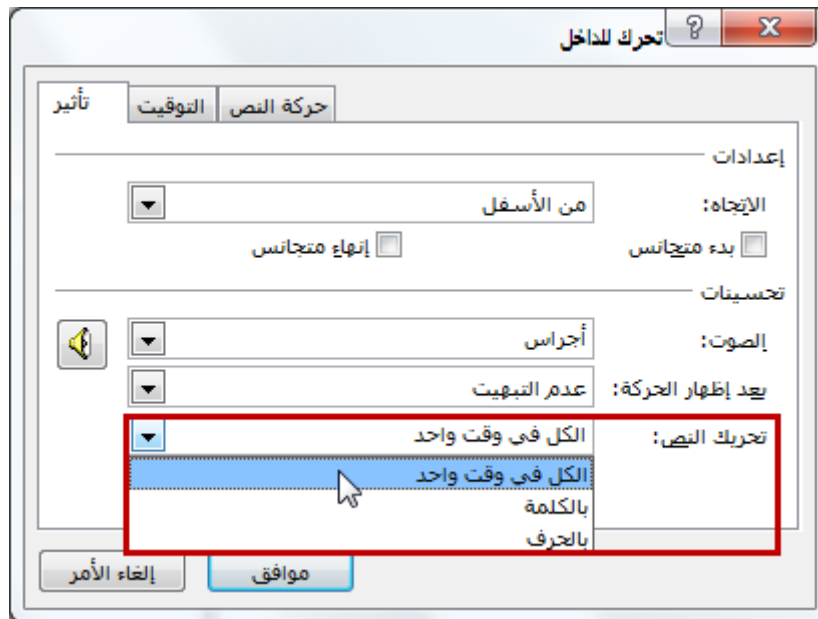 تحرك للداخل
تأثير التوقيت حركة النص
إعدادات
الاتجاه: من الأسفل
بدء متجانس إنهاء متجانس
تحسينات
الصوت: أجراس
بعد إظهار الحركة: عدم التبهيت
تحريك النص: الكل في وقت واحد
الكل في وقت واحد
بالكلمة
بالحرف
موافق إلغاء الأمر